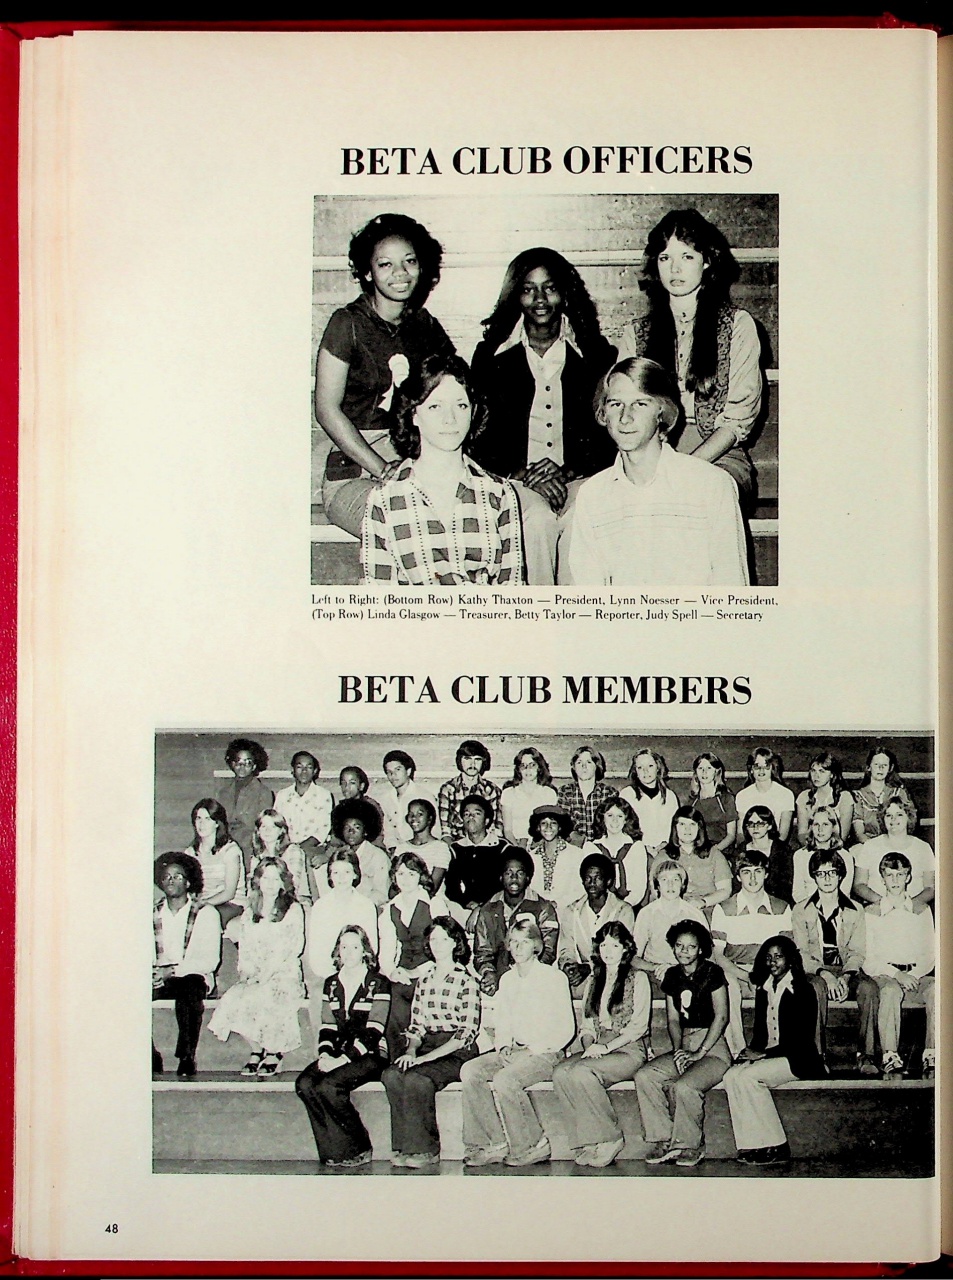 BETA CLUB OFFICERS
Left to Right: (Bottom Row) Kathy Thaxton — President, Lynn Noesser — Vice President,
(Top Row) Linda Glasgow — Treasurer, Betty Taylor — Reporter, Judy Spell — Secretary
BETA CLUB MEMBERS
48